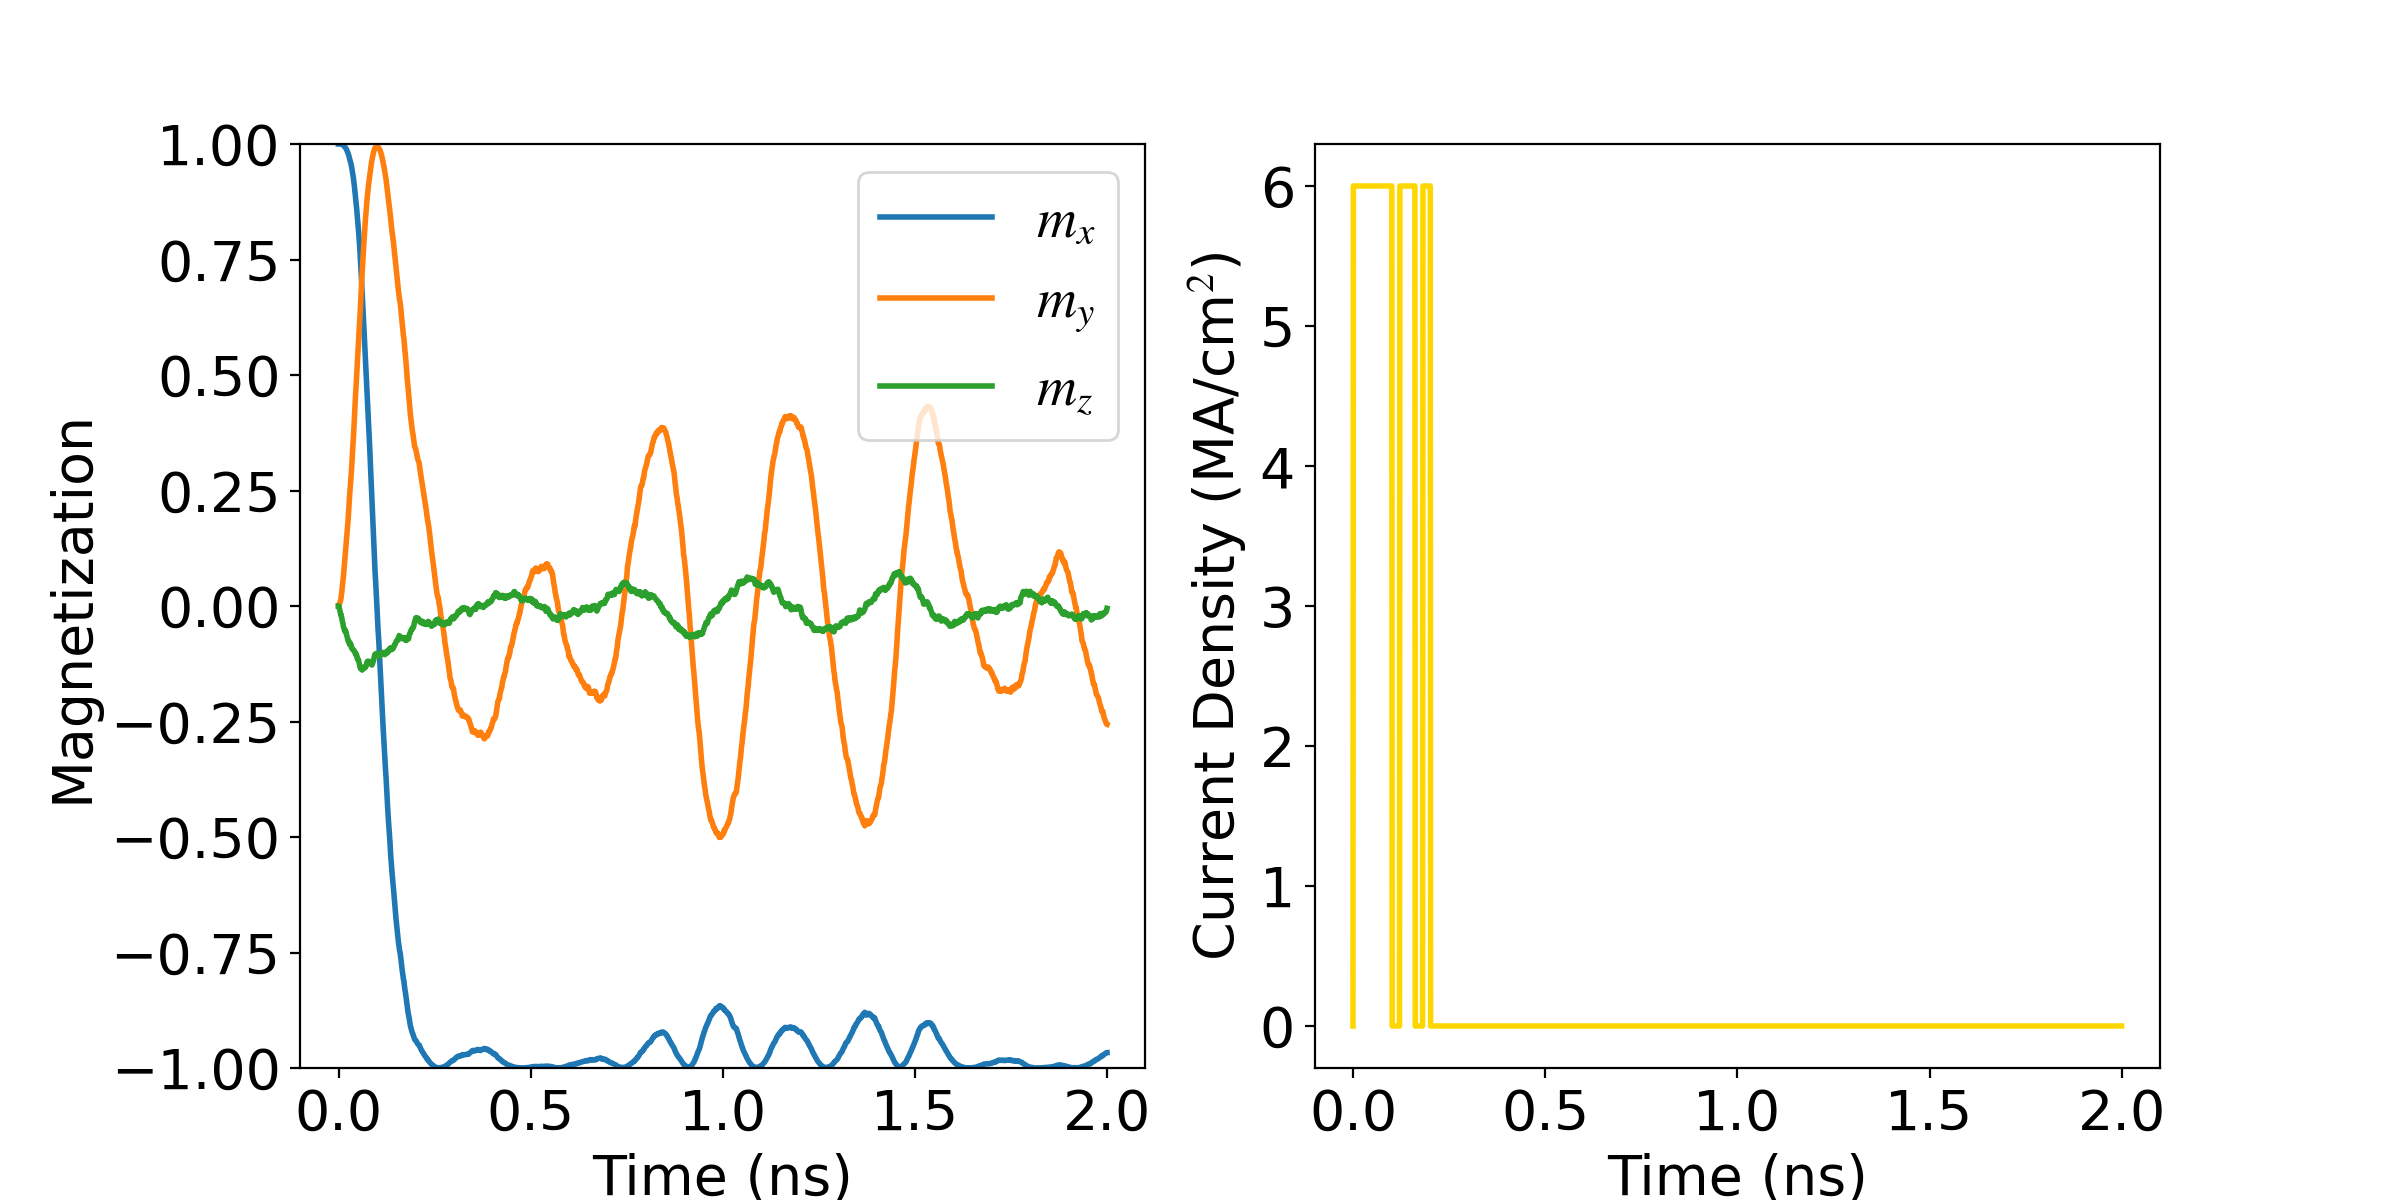 Magnetization
1.00
0.75
0.50
0.25
0.00
−0.25
−0.50
−0.75
−1.00
0.0 0.5 1.0 1.5 2.0
Time (ns)
m_x
m_y
m_z
Current Density (MA/cm²)
6
5
4
3
2
1
0
0.0 0.5 1.0 1.5 2.0
Time (ns)